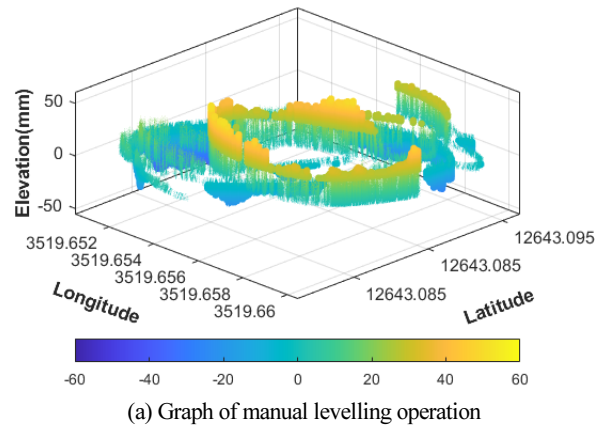 50
0
-50
Elevation(mm)
3519.652
3519.654
3519.656
3519.658
3519.66
Longitude
12643.095
12643.085
12643.085
Latitude
-60 -40 -20 0 20 40 60
(a) Graph of manual levelling operation